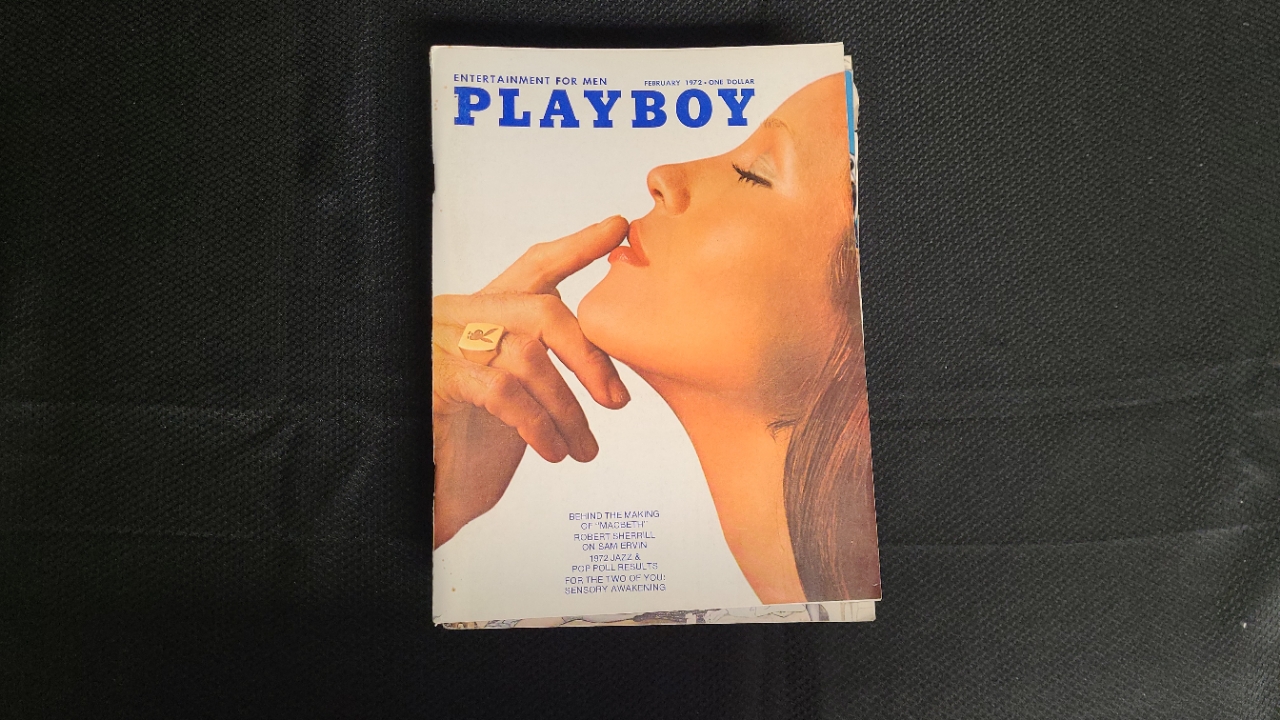 ENTERTAINMENT FOR MEN
FEBRUARY 1972 • ONE DOLLAR
PLAYBOY
BEHIND THE MAKING
OF "MACBETH"
ROBERT SHERRILL
ON SAM ERVIN
1972 JAZZ &
POP POLL RESULTS
FOR THE TWO OF YOU:
SENSORY AWAKENING